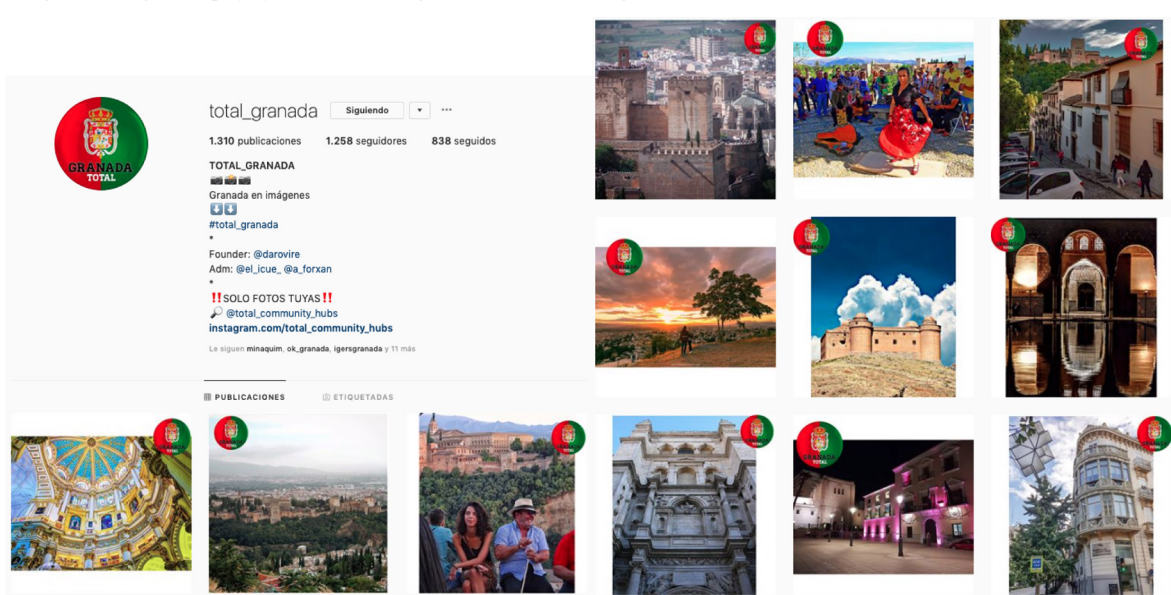 GRANADA
TOTAL
total_granada Siguiendo
1.310 publicaciones 1.258 seguidores 838 seguidos
TOTAL_GRANADA
Granada en imágenes
#total_granada
*
Founder: @darovire
Adm: @el_icue_ @a_forxan
*
‼️SOLO FOTOS TUYAS‼️
@total_community_hubs
instagram.com/total_community_hubs
Le siguen minaquim, ok_granada, igersgranada y 11 más
PUBLICACIONES ETIQUETADAS